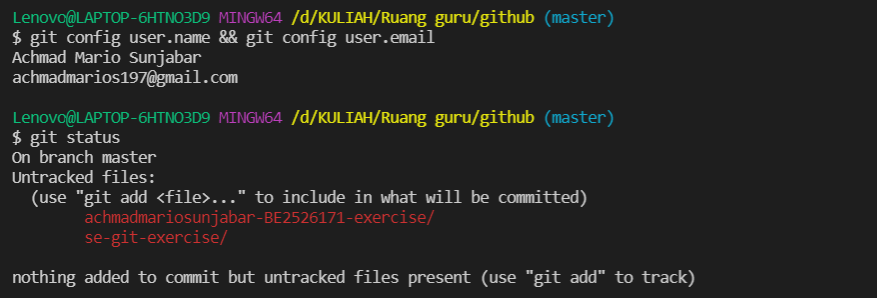 Lenovo@LAPTOP-6HTNO3D9 MINGW64 /d/KULIAH/Ruang guru/github (master)
$ git config user.name && git config user.email
Achmad Mario Sunjabar
achmadmarios197@gmail.com
Lenovo@LAPTOP-6HTNO3D9 MINGW64 /d/KULIAH/Ruang guru/github (master)
$ git status
On branch master
Untracked files:
  (use "git add <file>..." to include in what will be committed)
        achmadmariosunjabar-BE2526171-exercise/
        se-git-exercise/
nothing added to commit but untracked files present (use "git add" to track)